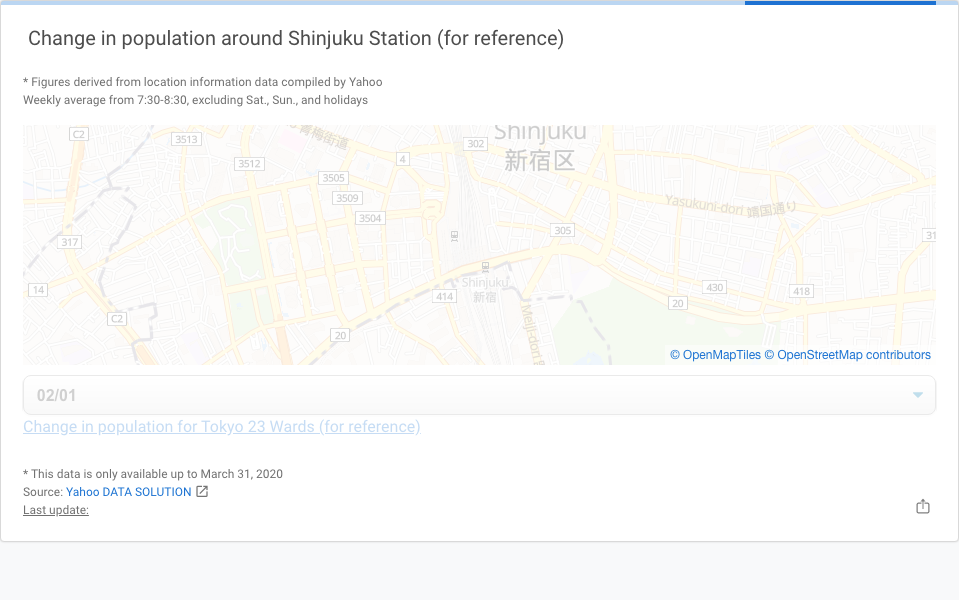 Change in population around Shinjuku Station (for reference)
* Figures derived from location information data compiled by Yahoo
Weekly average from 7:30-8:30, excluding Sat., Sun., and holidays
C2
3513
青梅街道
302
Shinjuku
新宿区
3512
4
3505
3509
Yasukuni-dori 靖国通り
3504
317
305
31
Shinjuku
新宿
14
414
430
418
20
C2
20
Meiji-dori
© OpenMapTiles © OpenStreetMap contributors
02/01
Change in population for Tokyo 23 Wards (for reference)
* This data is only available up to March 31, 2020
Source: Yahoo DATA SOLUTION
Last update: